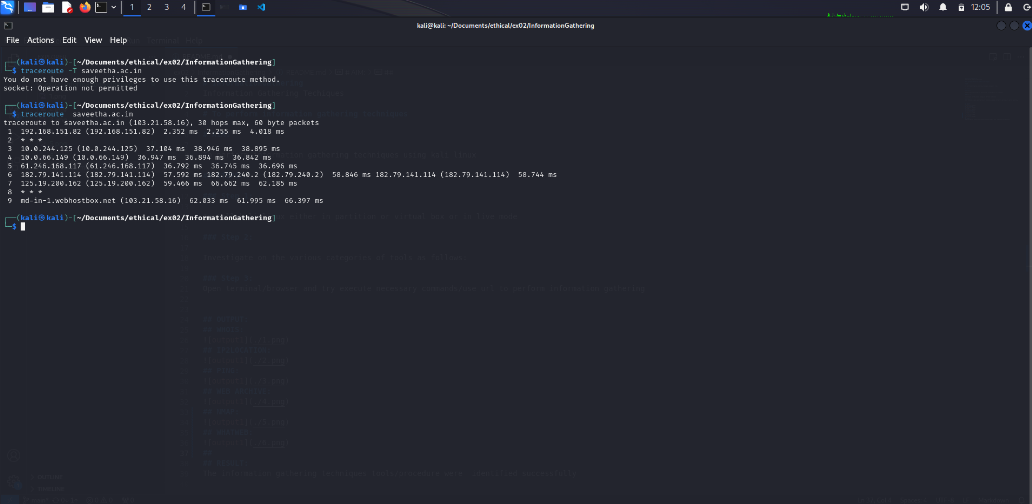 1 2 3 4 12:05
kali@kali: ~/Documents/ethical/ex02/InformationGathering
File Actions Edit View Help
┌──(kali㉿kali)-[~/Documents/ethical/ex02/InformationGathering]
└─$ traceroute -T saveetha.ac.in
You do not have enough privileges to use this traceroute method.
socket: Operation not permitted
┌──(kali㉿kali)-[~/Documents/ethical/ex02/InformationGathering]
└─$ traceroute  saveetha.ac.in
traceroute to saveetha.ac.in (103.21.58.16), 30 hops max, 60 byte packets
1 192.168.151.82 (192.168.151.82) 2.352 ms 2.255 ms 4.018 ms
2 * * *
3 10.0.244.125 (10.0.244.125) 37.104 ms 38.946 ms 38.895 ms
4 10.0.66.149 (10.0.66.149) 36.947 ms 36.894 ms 36.842 ms
5 61.246.168.117 (61.246.168.117) 36.792 ms 36.745 ms 36.696 ms
6 182.79.141.114 (182.79.141.114) 57.592 ms 182.79.240.2 (182.79.240.2) 58.846 ms 182.79.141.114 (182.79.141.114) 58.744 ms
7 125.19.200.162 (125.19.200.162) 59.466 ms 66.662 ms 62.185 ms
8 * * *
9 md-in-1.webhostbox.net (103.21.58.16) 62.033 ms 61.995 ms 66.397 ms
┌──(kali㉿kali)-[~/Documents/ethical/ex02/InformationGathering]
└─$